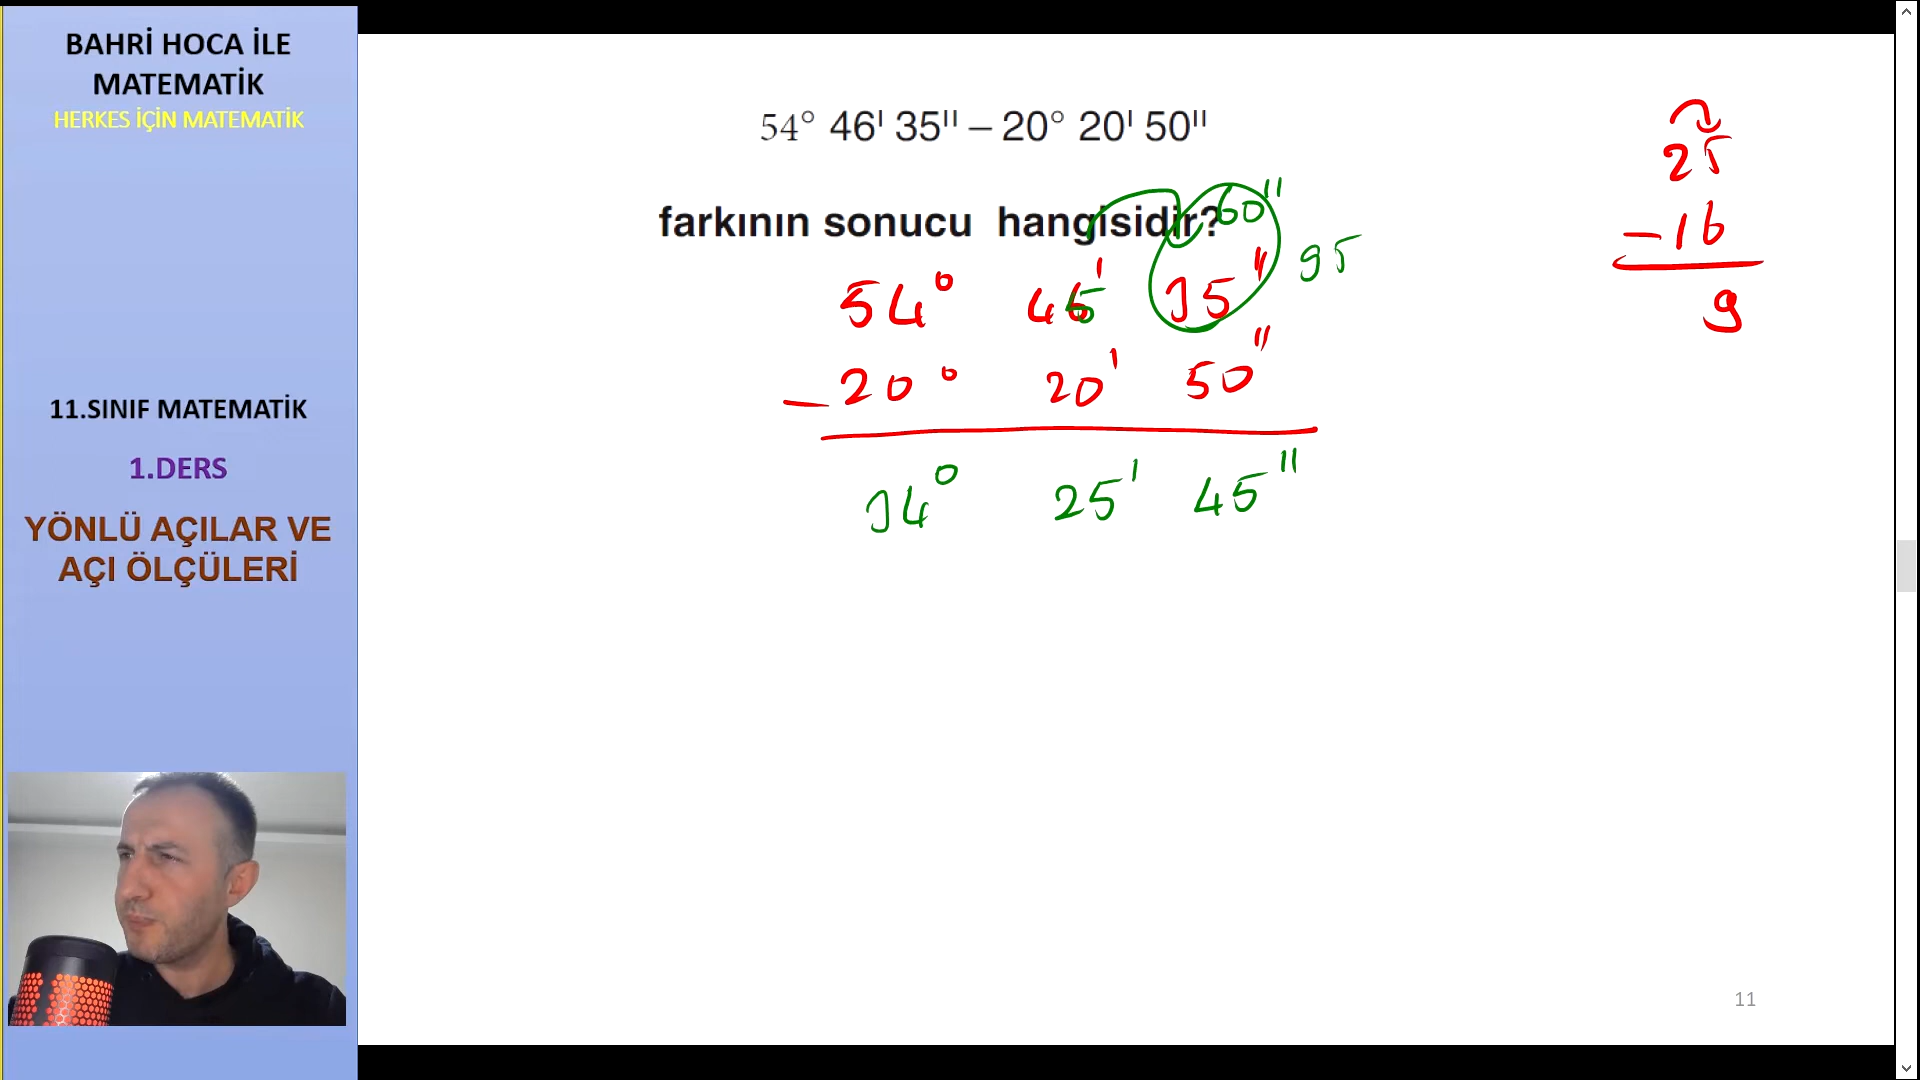 BAHRİ HOCA İLE
MATEMATİK
HERKES İÇİN MATEMATİK
11.SINIF MATEMATİK
1.DERS
YÖNLÜ AÇILAR VE
AÇI ÖLÇÜLERİ
54° 46' 35'' – 20° 20' 50''
farkının sonucu hangisidir?
60''
54° 45' 35'' 95
– 20° 20' 50''
34° 25' 45''
25
– 16
9
11